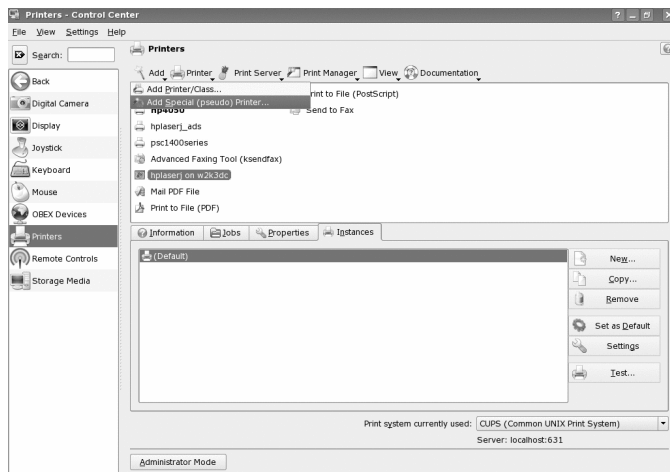 Printers - Control Center
File View Settings Help
Search:
Back
Digital Camera
Display
Joystick
Keyboard
Mouse
OBEX Devices
Printers
Remote Controls
Storage Media
Printers
Add Printer Print Server Print Manager View Documentation
Add Printer/Class...
Add Special (pseudo) Printer...
Print to File (PostScript)
hp4050
Send to Fax
hplaserj_ads
psc1400series
Advanced Faxing Tool (ksendfax)
hplaserj on w2k3dc
Mail PDF File
Print to File (PDF)
Information Jobs Properties Instances
(Default)
New...
Copy...
Remove
Set as Default
Settings
Test...
Print system currently used: CUPS (Common UNIX Print System)
Server: localhost:631
Administrator Mode